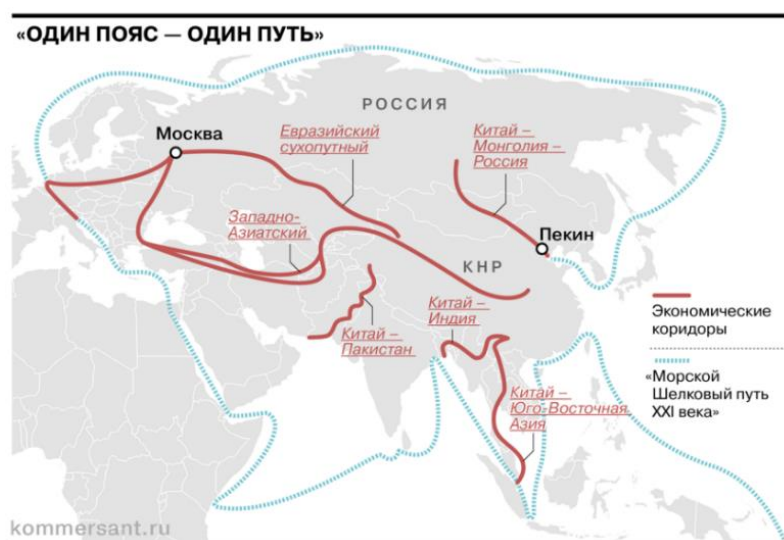 «ОДИН ПОЯС — ОДИН ПУТЬ»
РОССИЯ
Москва
Евразийский
сухопутный
Китай –
Монголия –
Россия
Западно-
Азиатский
Пекин
КНР
Китай –
Индия
Китай –
Пакистан
Китай –
Юго-Восточная
Азия
Экономические
коридоры
«Морской
Шелковый путь
XXI века»
kommersant.ru